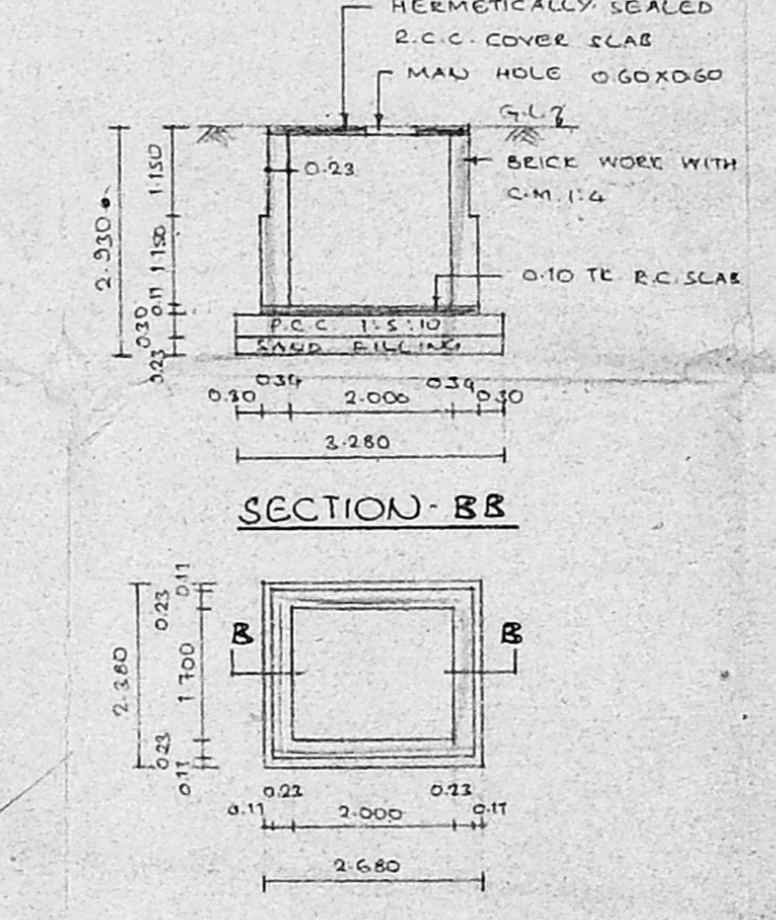 HERMETICALLY SEALED
R.C.C. COVER SLAB
MAN HOLE 0.60X0.60
G.L.
0.23
BRICK WORK WITH
C.M. 1:4
1.150
2.930
1.150
0.10 TK R.C. SLAB
0.11
0.30
P.C.C 1:5:10
0.23
SAND FILLING
0.34
0.34
0.30
2.000
0.30
3.280
SECTION - BB
0.11
0.23
B
B
2.380
1.700
0.23
0.11
0.23
0.23
0.11
2.000
0.11
2.680